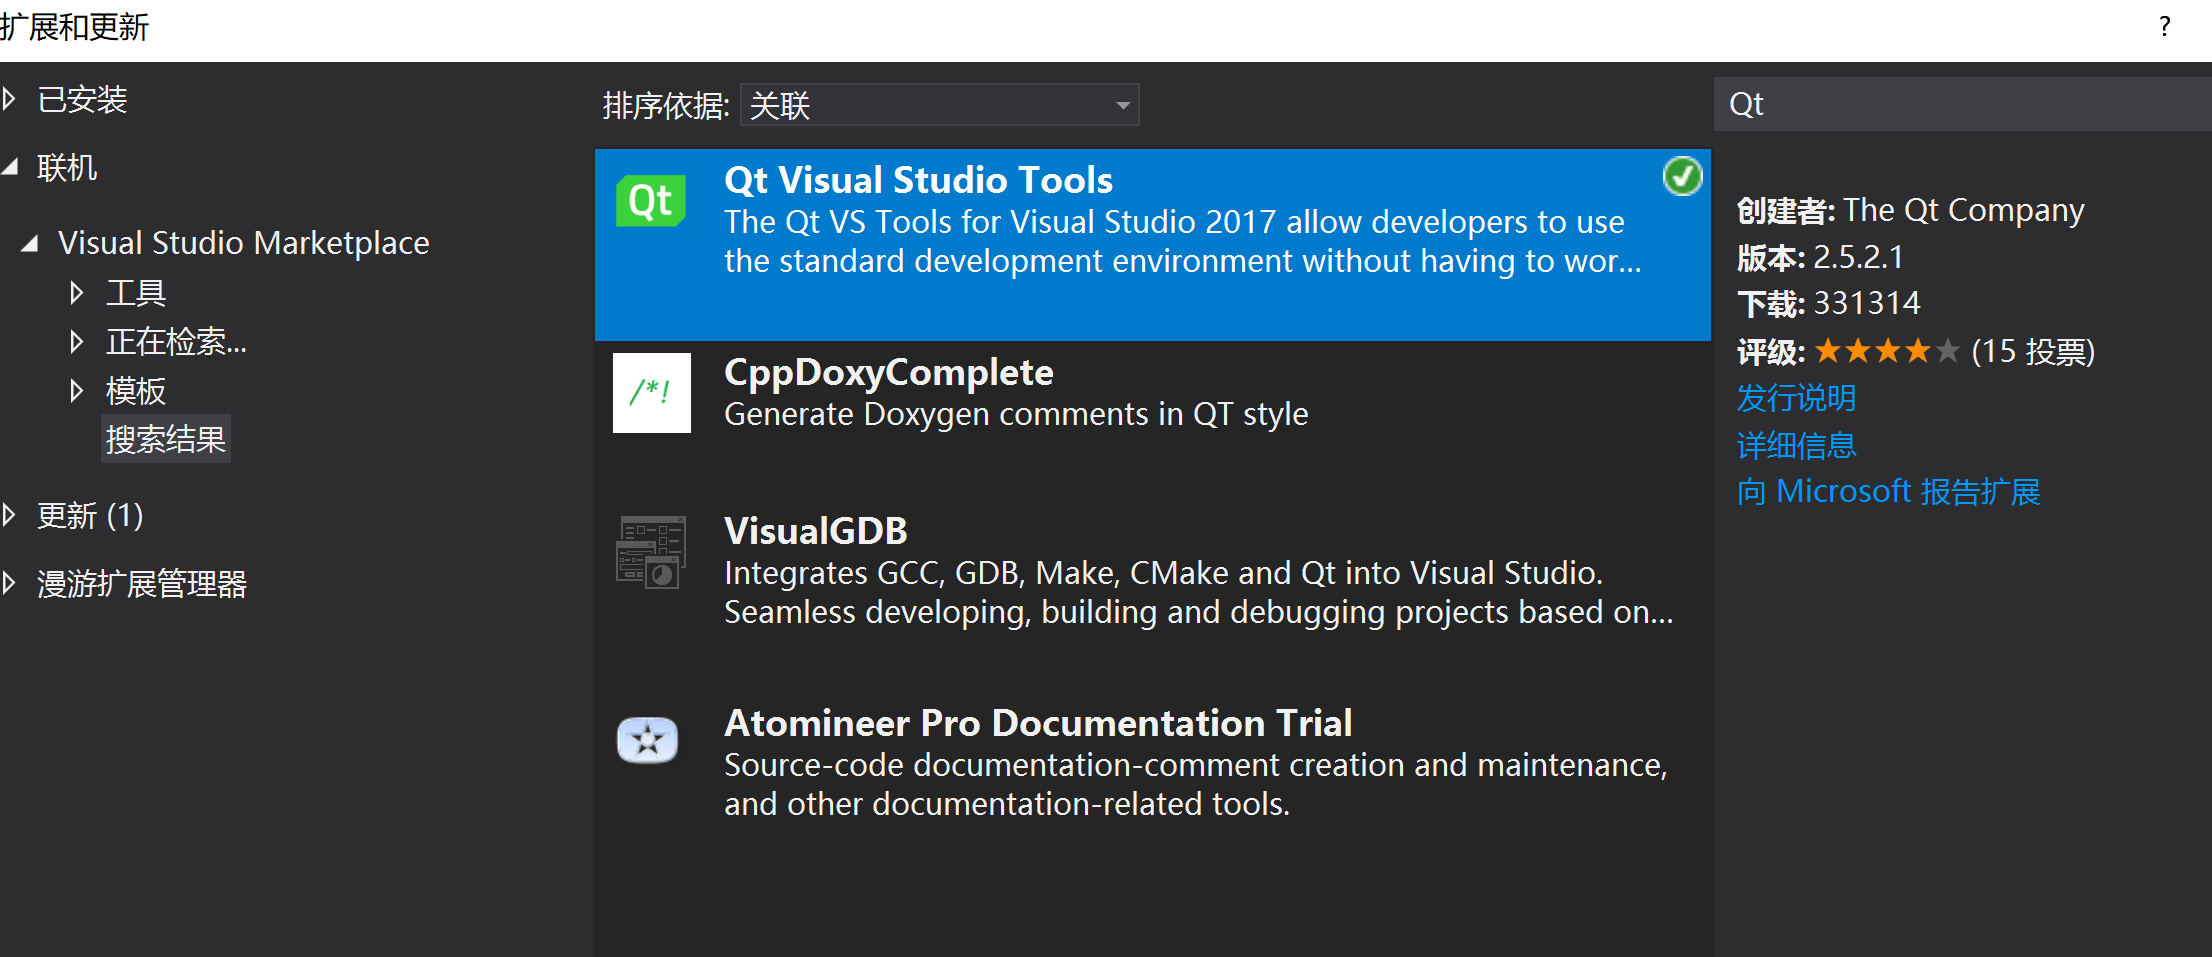 扩展和更新
?
已安装
联机
Visual Studio Marketplace
工具
正在检索...
模板
搜索结果
更新 (1)
漫游扩展管理器
排序依据: 关联
Qt
Qt Visual Studio Tools
The Qt VS Tools for Visual Studio 2017 allow developers to use
the standard development environment without having to wor...
/*!
CppDoxyComplete
Generate Doxygen comments in QT style
VisualGDB
Integrates GCC, GDB, Make, CMake and Qt into Visual Studio.
Seamless developing, building and debugging projects based on...
Atomineer Pro Documentation Trial
Source-code documentation-comment creation and maintenance,
and other documentation-related tools.
Qt
创建者: The Qt Company
版本: 2.5.2.1
下载: 331314
评级: ★★★★★ (15 投票)
发行说明
详细信息
向 Microsoft 报告扩展